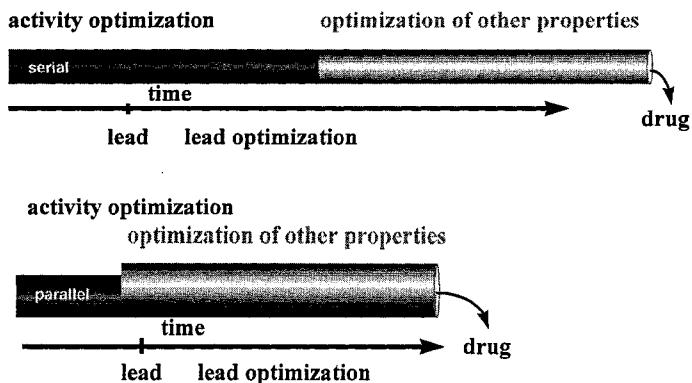 activity optimization optimization of other properties
serial
time
drug
lead lead optimization
activity optimization
optimization of other properties
parallel
time
drug
lead lead optimization